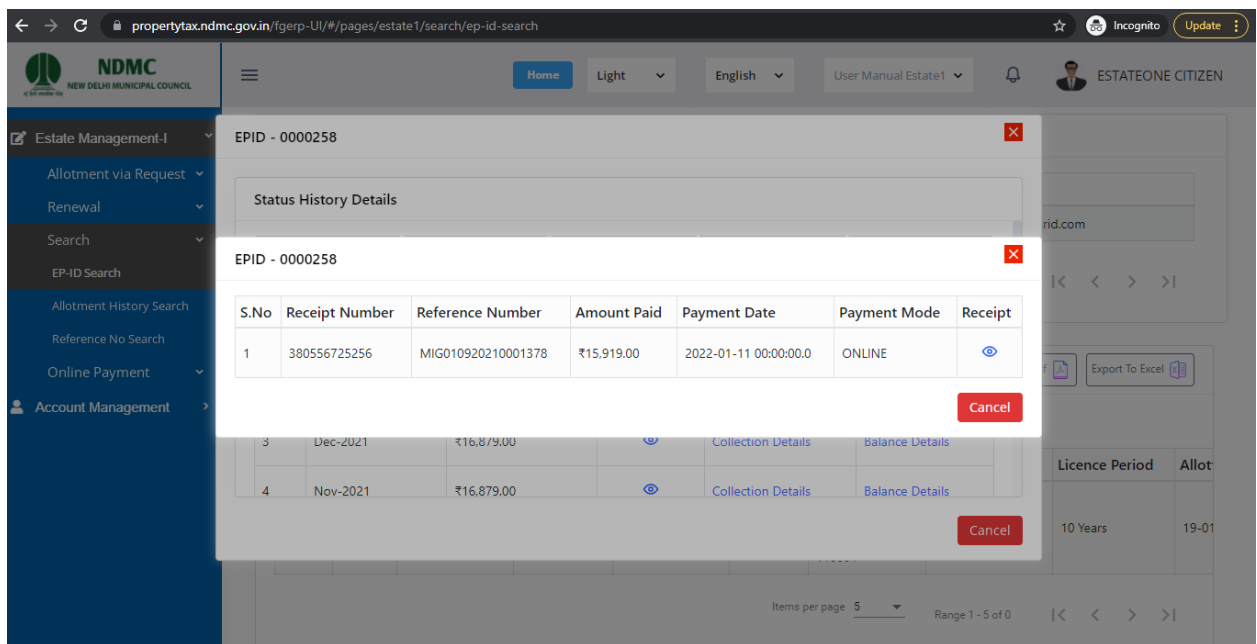 propertytax.ndmc.gov.in/fgerp-UI/#/pages/estate1/search/ep-id-search
Incognito
Update
NDMC
NEW DELHI MUNICIPAL COUNCIL
Home
Light
English
User Manual Estate1
ESTATEONE CITIZEN
Estate Management-I
Allotment via Request
Renewal
Search
EP-ID Search
Allotment History Search
Reference No Search
Online Payment
Account Management
EPID - 0000258
Status History Details
rid.com
EPID - 0000258
S.No Receipt Number Reference Number Amount Paid Payment Date Payment Mode Receipt
1 380556725256 MIG010920210001378 ₹15,919.00 2022-01-11 00:00:00.0 ONLINE
Cancel
Export To Excel
3 Dec-2021 ₹16,879.00 Collection Details Balance Details
4 Nov-2021 ₹16,879.00 Collection Details Balance Details
Cancel
Licence Period Allot
10 Years 19-01
Items per page 5 Range 1 - 5 of 0